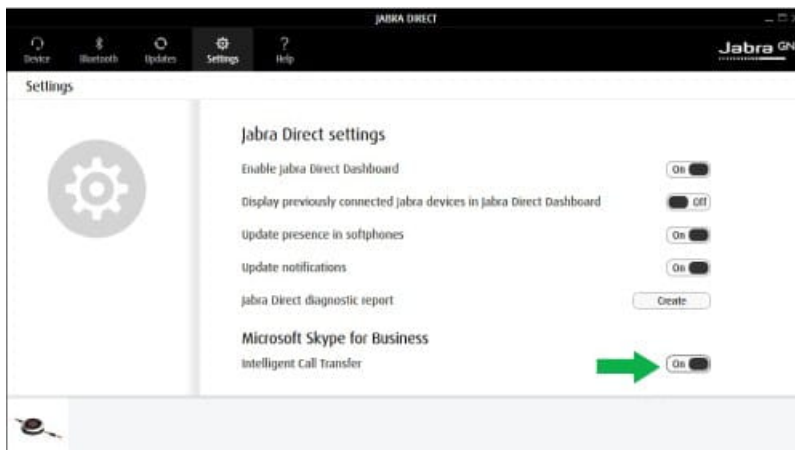 JABRA DIRECT
Device Bluetooth Updates Settings Help
Jabra GN
Settings
Jabra Direct settings
Enable Jabra Direct Dashboard On
Display previously connected Jabra devices in Jabra Direct Dashboard Off
Update presence in softphones On
Update notifications On
Jabra Direct diagnostic report Create
Microsoft Skype for Business
Intelligent Call Transfer On